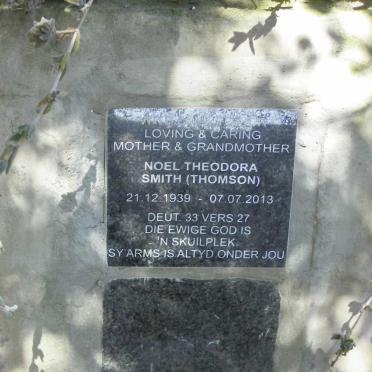 LOVING & CARING
MOTHER & GRANDMOTHER
NOEL THEODORA
SMITH (THOMSON)
21.12.1939 - 07.07.2013
DEUT. 33 VERS 27
DIE EWIGE GOD IS
'N SKUILPLEK.
SY ARMS IS ALTYD ONDER JOU